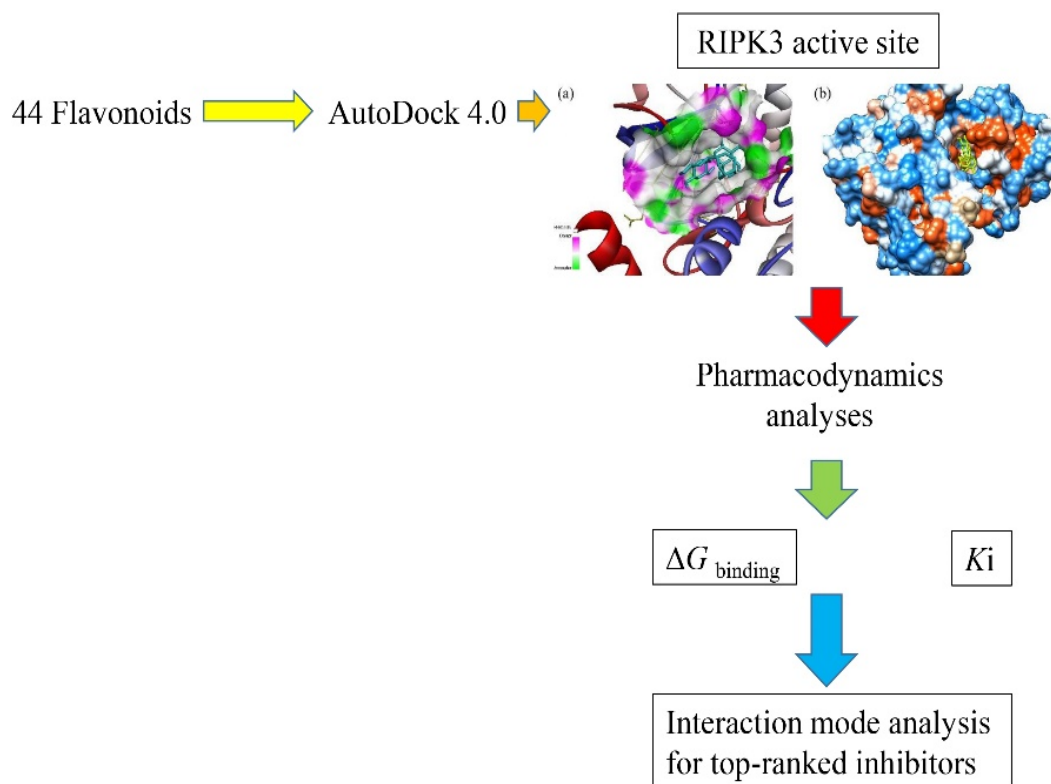 RIPK3 active site
(a)
(b)
44 Flavonoids
AutoDock 4.0
Pharmacodynamics
analyses
ΔG binding
Ki
Interaction mode analysis
for top-ranked inhibitors